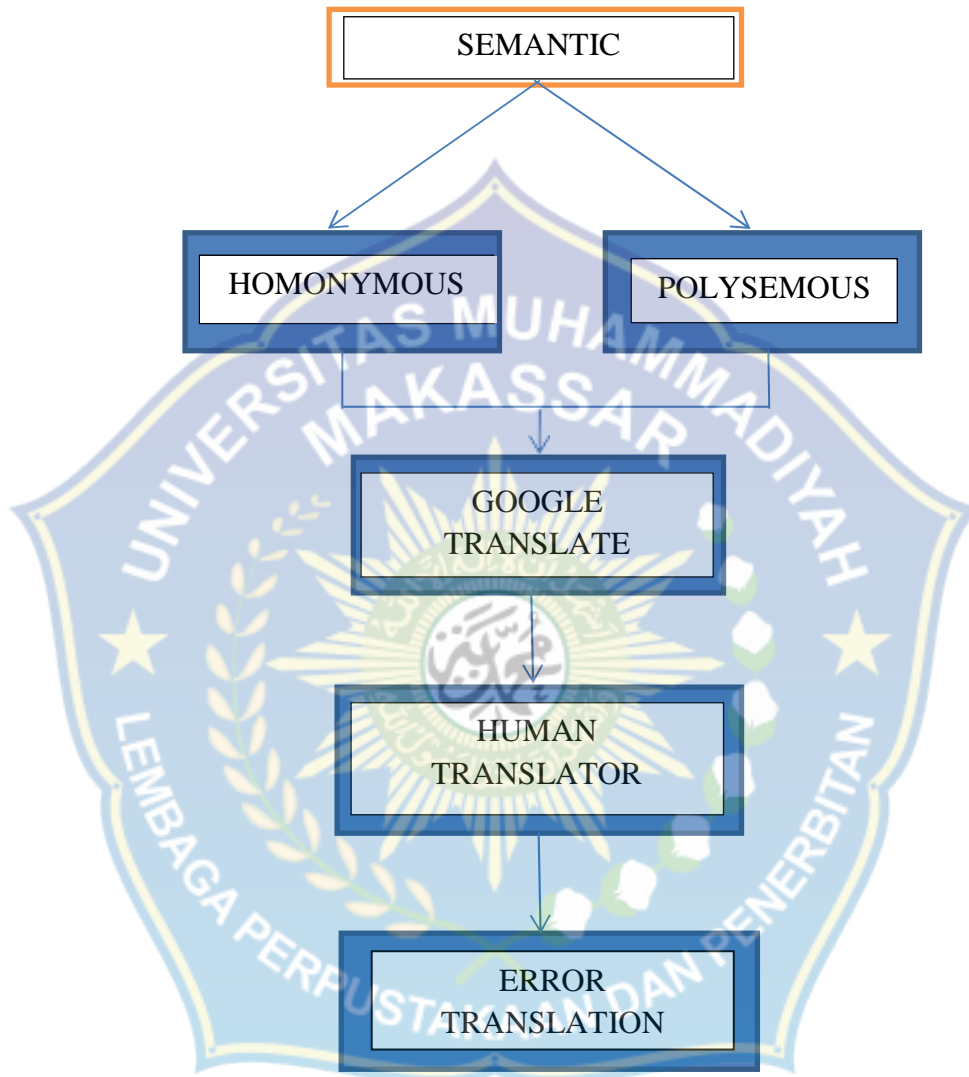 SEMANTIC
HOMONYMOUS
POLYSEMOUS
UNIVERSITAS MUHAMMADIYAH
MAKASSAR
GOOGLE
TRANSLATE
HUMAN
TRANSLATOR
LEMBAGA PERPUSTAKAAN DAN PENERBITAN
ERROR
TRANSLATION